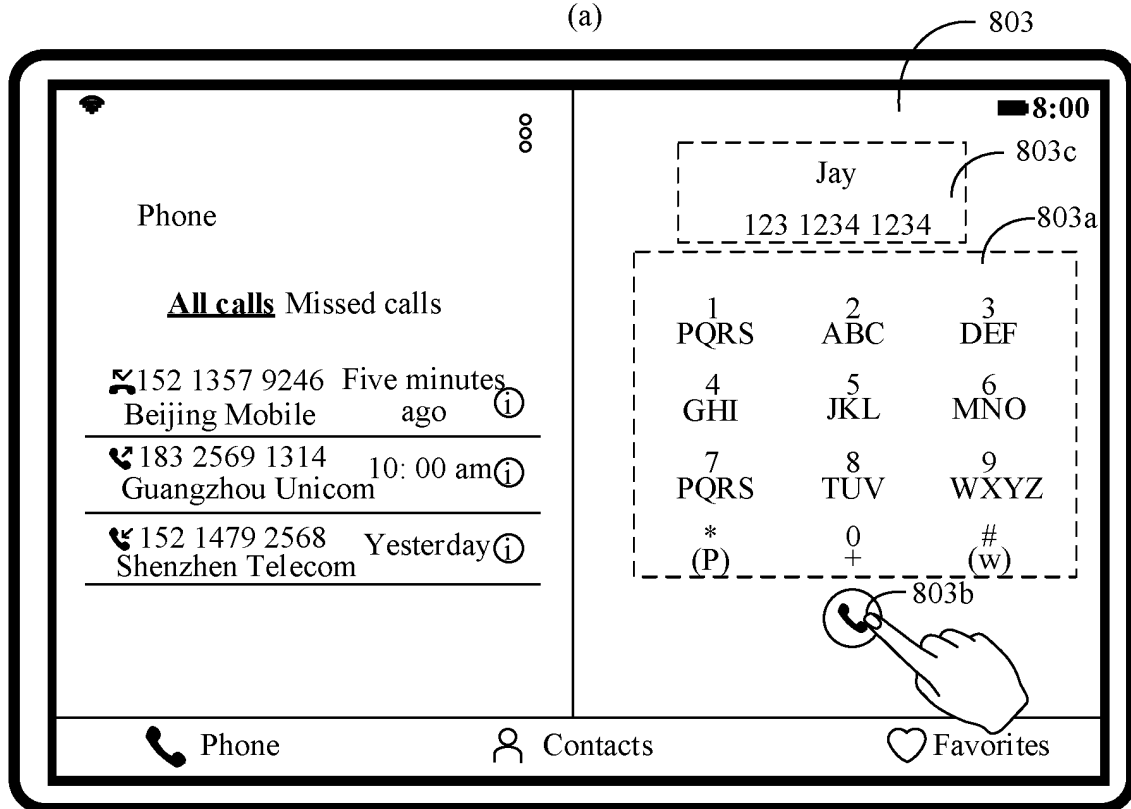 (a)
803
8:00
803c
Jay
123 1234 1234
803a
Phone
All calls Missed calls
152 1357 9246 Five minutes ago
Beijing Mobile
183 2569 1314 10: 00 am
Guangzhou Unicom
152 1479 2568 Yesterday
Shenzhen Telecom
1 2 3
PQRS ABC DEF
4 5 6
GHI JKL MNO
7 8 9
PQRS TUV WXYZ
* 0 #
(P) + (w)
803b
Phone Contacts Favorites